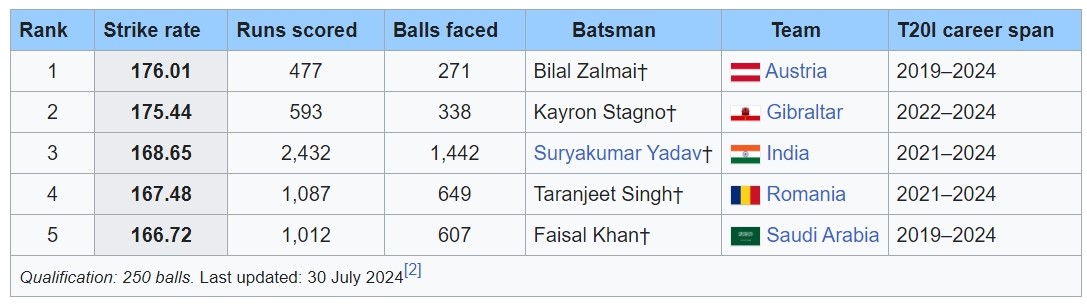 Rank Strike rate Runs scored Balls faced Batsman Team T20I career span
1 176.01 477 271 Bilal Zalmai† Austria 2019–2024
2 175.44 593 338 Kayron Stagno† Gibraltar 2022–2024
3 168.65 2,432 1,442 Suryakumar Yadav† India 2021–2024
4 167.48 1,087 649 Taranjeet Singh† Romania 2021–2024
5 166.72 1,012 607 Faisal Khan† Saudi Arabia 2019–2024
Qualification: 250 balls. Last updated: 30 July 2024[2]